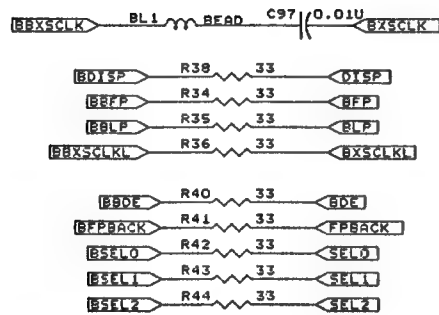 BBXSCLK BL1 BEAD C97 0.01U BXSCLK
BDISP R38 33 DISP
BBFP R34 33 BFP
BBLP R35 33 BLP
BBXSCLKL R36 33 BXSCLKL
BBDE R40 33 BDE
BFPBACK R41 33 FPBACK
BSEL0 R42 33 SEL0
BSEL1 R43 33 SEL1
BSEL2 R44 33 SEL2